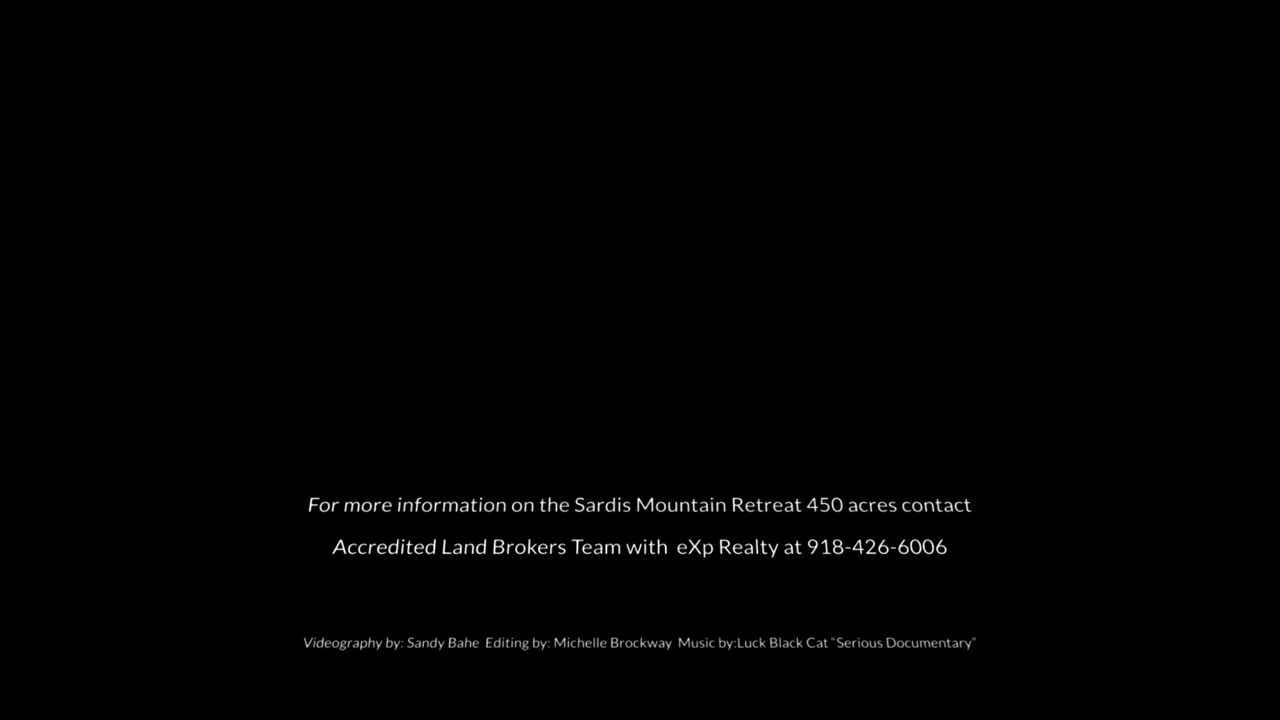 For more information on the Sardis Mountain Retreat 450 acres contact
Accredited Land Brokers Team with eXp Realty at 918-426-6006
Videography by: Sandy Bahe Editing by: Michelle Brockway Music by:Luck Black Cat "Serious Documentary"